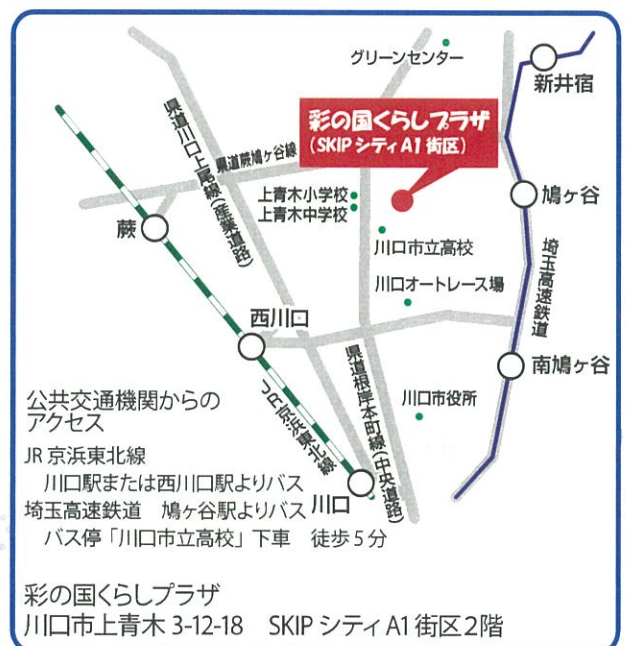 グリーンセンター
新井宿
彩の国くらしプラザ
(SKIPシティA1街区)
県道川口上尾線(産業道路)
県道蕨鳩ヶ谷線
上青木小学校
上青木中学校
鳩ヶ谷
蕨
川口市立高校
埼玉高速鉄道
川口オートレース場
西川口
南鳩ヶ谷
県道根岸本町線(中央道路)
川口市役所
JR京浜東北線
川口
公共交通機関からの
アクセス
JR 京浜東北線
川口駅または西川口駅よりバス
埼玉高速鉄道 鳩ヶ谷駅よりバス
バス停「川口市立高校」下車 徒歩5分
彩の国くらしプラザ
川口市上青木 3-12-18 SKIP シティ A1 街区2階